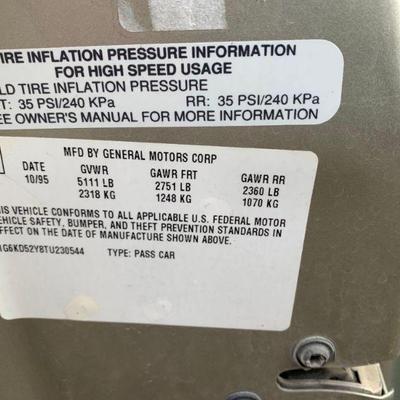 TIRE INFLATION PRESSURE INFORMATION
FOR HIGH SPEED USAGE
LD TIRE INFLATION PRESSURE
T: 35 PSI/240 KPa RR: 35 PSI/240 KPa
EE OWNER'S MANUAL FOR MORE INFORMATION
MFD BY GENERAL MOTORS CORP
DATE GVWR GAWR FRT GAWR RR
10/95 5111 LB 2751 LB 2360 LB
2318 KG 1248 KG 1070 KG
HIS VEHICLE CONFORMS TO ALL APPLICABLE U.S. FEDERAL MOTOR
VEHICLE SAFETY, BUMPER, AND THEFT PREVENTION STANDARDS IN
EFFECT ON THE DATE OF MANUFACTURE SHOWN ABOVE.
1G6KD52Y8TU230544 TYPE: PASS CAR